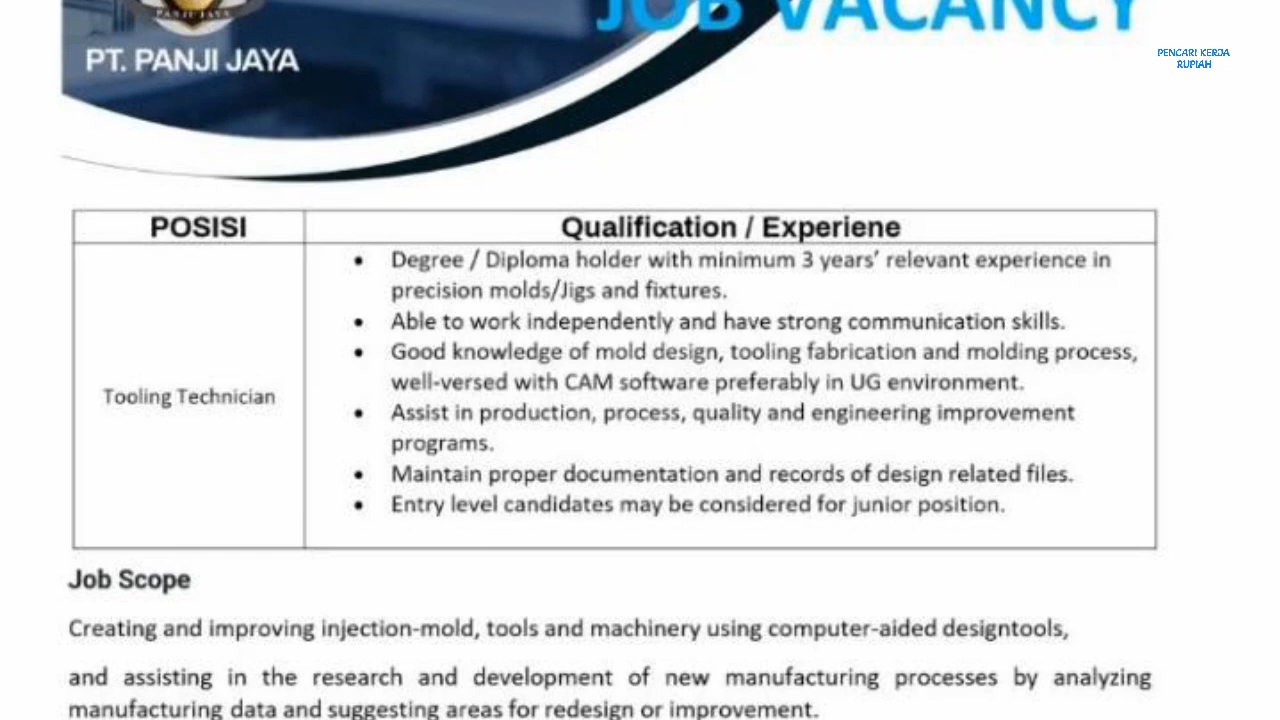 PANJI JAYA
JOB VACANCY
PT. PANJI JAYA
PENCARI KERJA
RUPIAH
POSISI
Qualification / Experiene
• Degree / Diploma holder with minimum 3 years’ relevant experience in
precision molds/Jigs and fixtures.
• Able to work independently and have strong communication skills.
• Good knowledge of mold design, tooling fabrication and molding process,
well-versed with CAM software preferably in UG environment.
Tooling Technician
• Assist in production, process, quality and engineering improvement
programs.
• Maintain proper documentation and records of design related files.
• Entry level candidates may be considered for junior position.
Job Scope
Creating and improving injection-mold, tools and machinery using computer-aided designtools,
and assisting in the research and development of new manufacturing processes by analyzing
manufacturing data and suggesting areas for redesign or improvement.